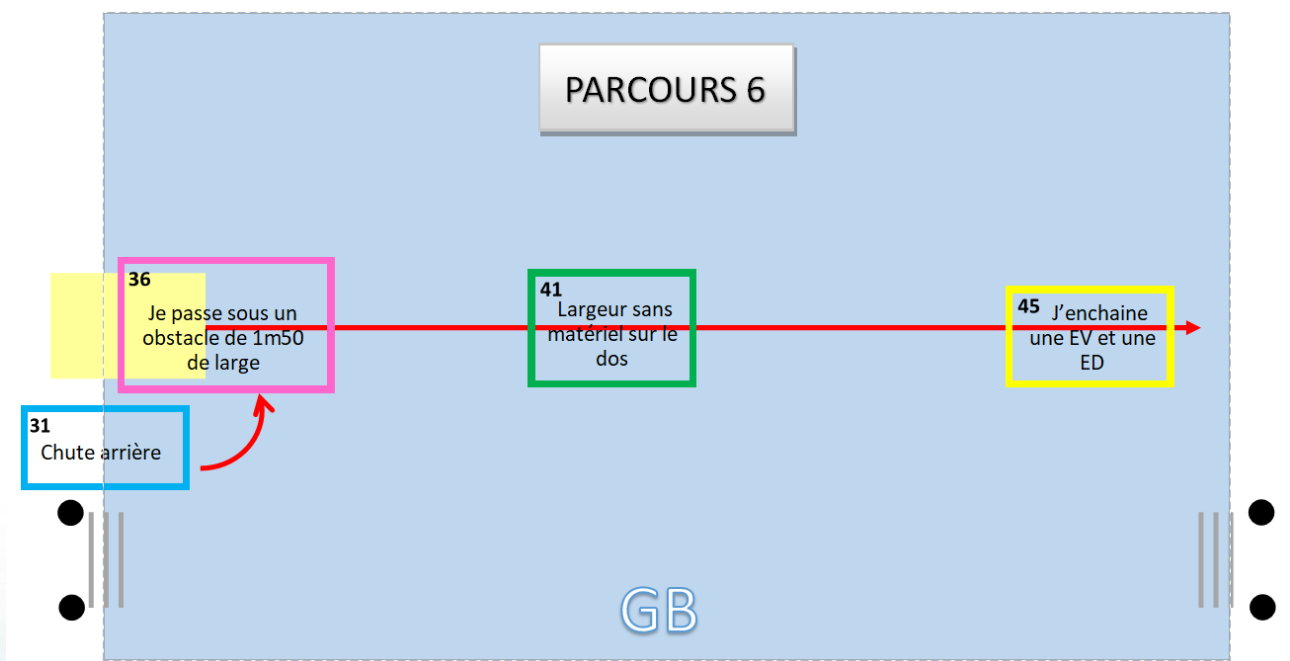 PARCOURS 6
36
Je passe sous un
obstacle de 1m50
de large
41
Largeur sans
matériel sur le
dos
45 J'enchaine
une EV et une
ED
31
Chute arrière
GB